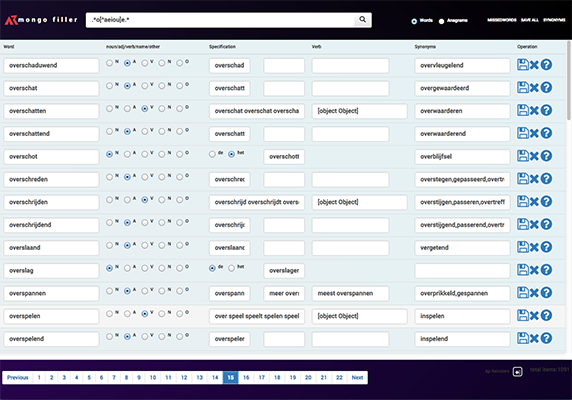 mongo filler .*o[^aeiou]e.* Words Anagrams MISSEDWORDS SAVE ALL SYNONYMS
Word noun/adj/verb/name/other Specification Verb Synonyms Operation
overschaduwend N A V N O overschad overvleugelend
overschat N A V N O overschatt overgewaardeerd
overschatten N A V N O overschat overschat overscha [object Object] overwaarderen
overschattend N A V N O overschatt overwaarderend
overschot N A V N O de het overschott overblijfsel
overschreden N A V N O overschrec overstegen,gepasseerd,overtr
overschrijden N A V N O overschrijd overschrijdt overs [object Object] overstijgen,passeren,overtreff
overschrijdend N A V N O overschrijc overstijgend,passerend,overtr
overslaand N A V N O overslaanc vergetend
overslag N A V N O de het overslager
overspannen N A V N O overspann meer overs meest overspannen overprikkeld,gespannen
overspelen N A V N O over speel speelt spelen speel [object Object] inspelen
overspelend N A V N O overspeler inspelend
Previous 1 2 3 4 5 6 7 8 9 10 11 12 13 14 15 16 17 18 19 20 21 22 Next
total items: